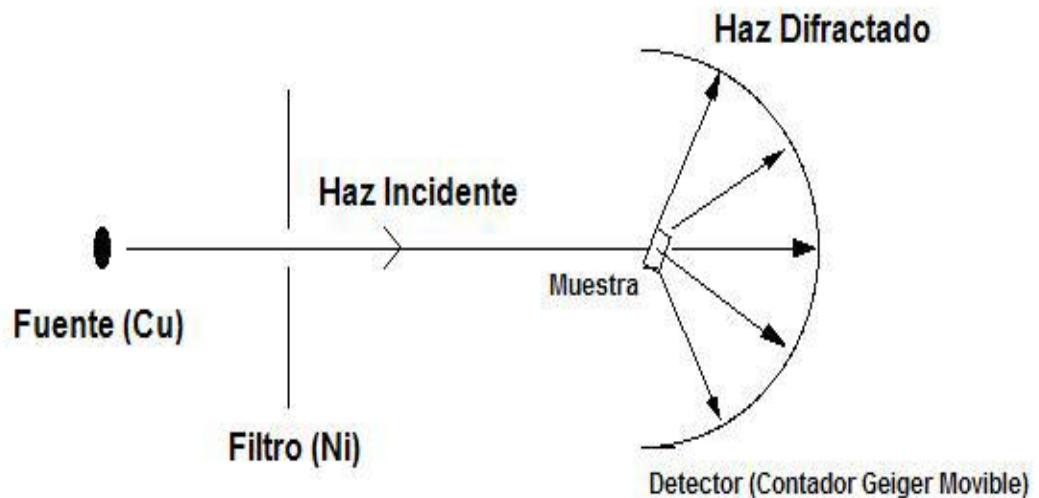 Haz Difractado
Haz Incidente
Muestra
Fuente (Cu)
Filtro (Ni)
Detector (Contador Geiger Movible)